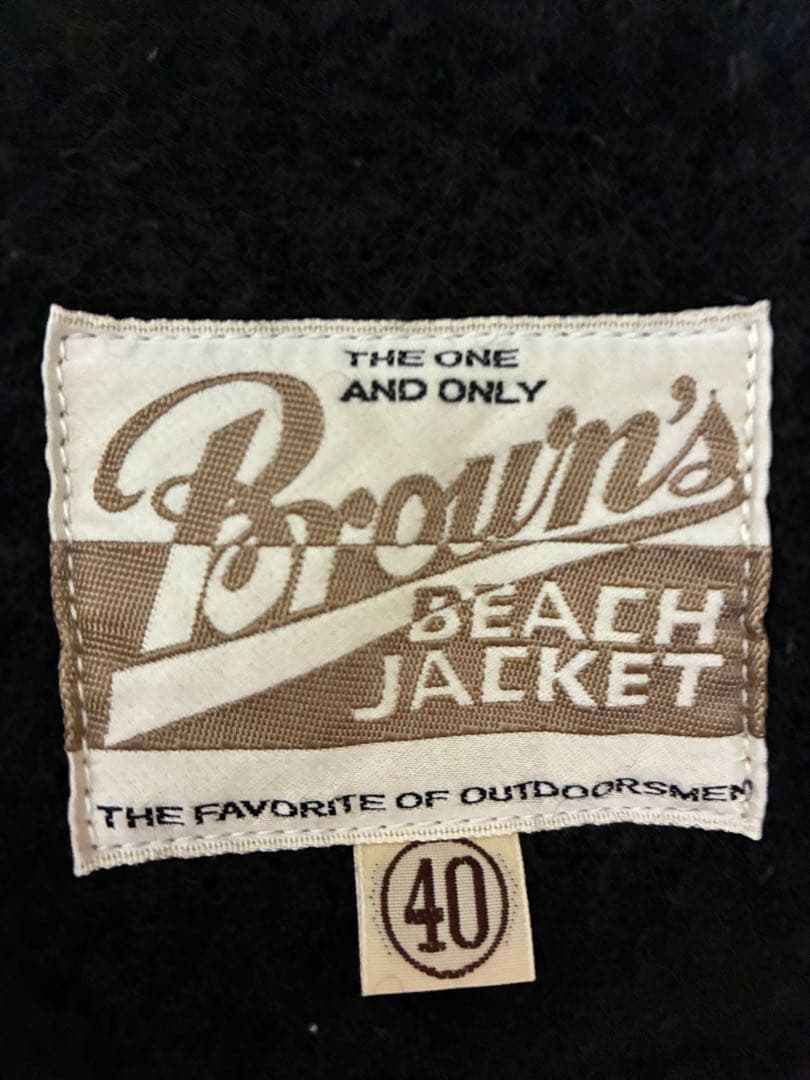 THE ONE
AND ONLY
Brown's
BEACH
JACKET
THE FAVORITE OF OUTDOORSMEN
40